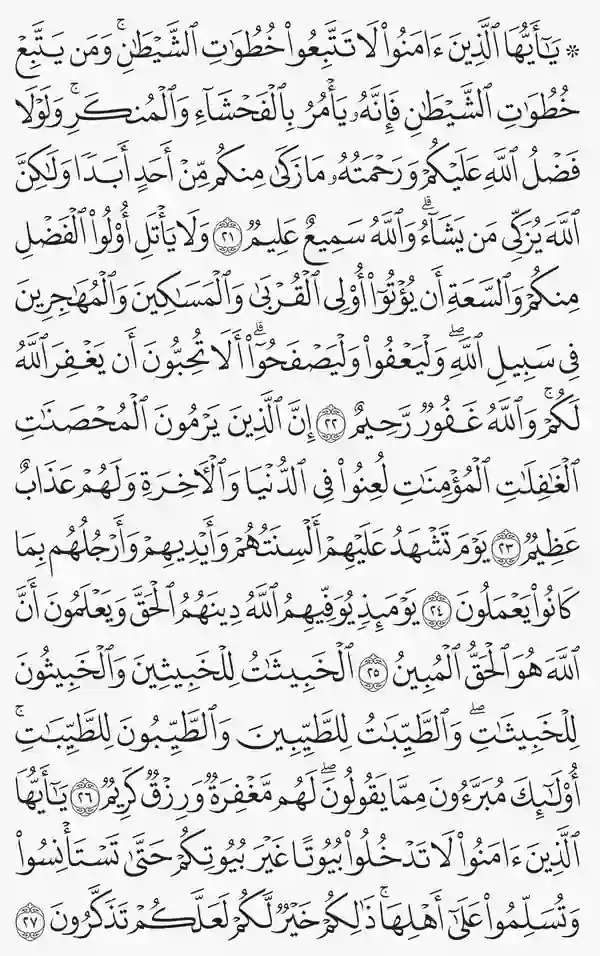 ۞ يَٰٓأَيُّهَا ٱلَّذِينَ ءَامَنُوا۟ لَا تَتَّبِعُوا۟ خُطُوَٰتِ ٱلشَّيْطَٰنِ ۚ وَمَن يَتَّبِعْ
خُطُوَٰتِ ٱلشَّيْطَٰنِ فَإِنَّهُۥ يَأْمُرُ بِٱلْفَحْشَآءِ وَٱلْمُنكَرِ ۚ وَلَوْلَا
فَضْلُ ٱللَّهِ عَلَيْكُمْ وَرَحْمَتُهُۥ مَا زَكَىٰ مِنكُم مِّنْ أَحَدٍ أَبَدًا وَلَٰكِنَّ
ٱللَّهَ يُزَكِّى مَن يَشَآءُ ۗ وَٱللَّهُ سَمِيعٌ عَلِيمٌ ٢١ وَلَا يَأْتَلِ أُو۟لُوا۟ ٱلْفَضْلِ
مِنكُمْ وَٱلسَّعَةِ أَن يُؤْتُوٓا۟ أُو۟لِى ٱلْقُرْبَىٰ وَٱلْمَسَٰكِينَ وَٱلْمُهَٰجِرِينَ
فِى سَبِيلِ ٱللَّهِ ۖ وَلْيَعْفُوا۟ وَلْيَصْفَحُوٓا۟ ۗ أَلَا تُحِبُّونَ أَن يَغْفِرَ ٱللَّهُ
لَكُمْ ۚ وَٱللَّهُ غَفُورٌ رَّحِيمٌ ٢٢ إِنَّ ٱلَّذِينَ يَرْمُونَ ٱلْمُحْصَنَٰتِ
ٱلْغَٰفِلَٰتِ ٱلْمُؤْمِنَٰتِ لُعِنُوا۟ فِى ٱلدُّنْيَا وَٱلْءَاخِرَةِ وَلَهُمْ عَذَابٌ
عَظِيمٌ ٢٣ يَوْمَ تَشْهَدُ عَلَيْهِمْ أَلْسِنَتُهُمْ وَأَيْدِيهِمْ وَأَرْجُلُهُم بِمَا
كَانُوا۟ يَعْمَلُونَ ٢٤ يَوْمَئِذٍ يُوَفِّيهِمُ ٱللَّهُ دِينَهُمُ ٱلْحَقَّ وَيَعْلَمُونَ أَنَّ
ٱللَّهَ هُوَ ٱلْحَقُّ ٱلْمُبِينُ ٢٥ ٱلْخَبِيثَٰتُ لِلْخَبِيثِينَ وَٱلْخَبِيثُونَ
لِلْخَبِيثَٰتِ ۖ وَٱلطَّيِّبَٰتُ لِلطَّيِّبِينَ وَٱلطَّيِّبُونَ لِلطَّيِّبَٰتِ ۚ
أُو۟لَٰٓئِكَ مُبَرَّءُونَ مِمَّا يَقُولُونَ ۖ لَهُم مَّغْفِرَةٌ وَرِزْقٌ كَرِيمٌ ٢٦ يَٰٓأَيُّهَا
ٱلَّذِينَ ءَامَنُوا۟ لَا تَدْخُلُوا۟ بُيُوتًا غَيْرَ بُيُوتِكُمْ حَتَّىٰ تَسْتَأْنِسُوا۟
وَتُسَلِّمُوا۟ عَلَىٰٓ أَهْلِهَا ۚ ذَٰلِكُمْ خَيْرٌ لَّكُمْ لَعَلَّكُمْ تَذَكَّرُونَ ٢٧